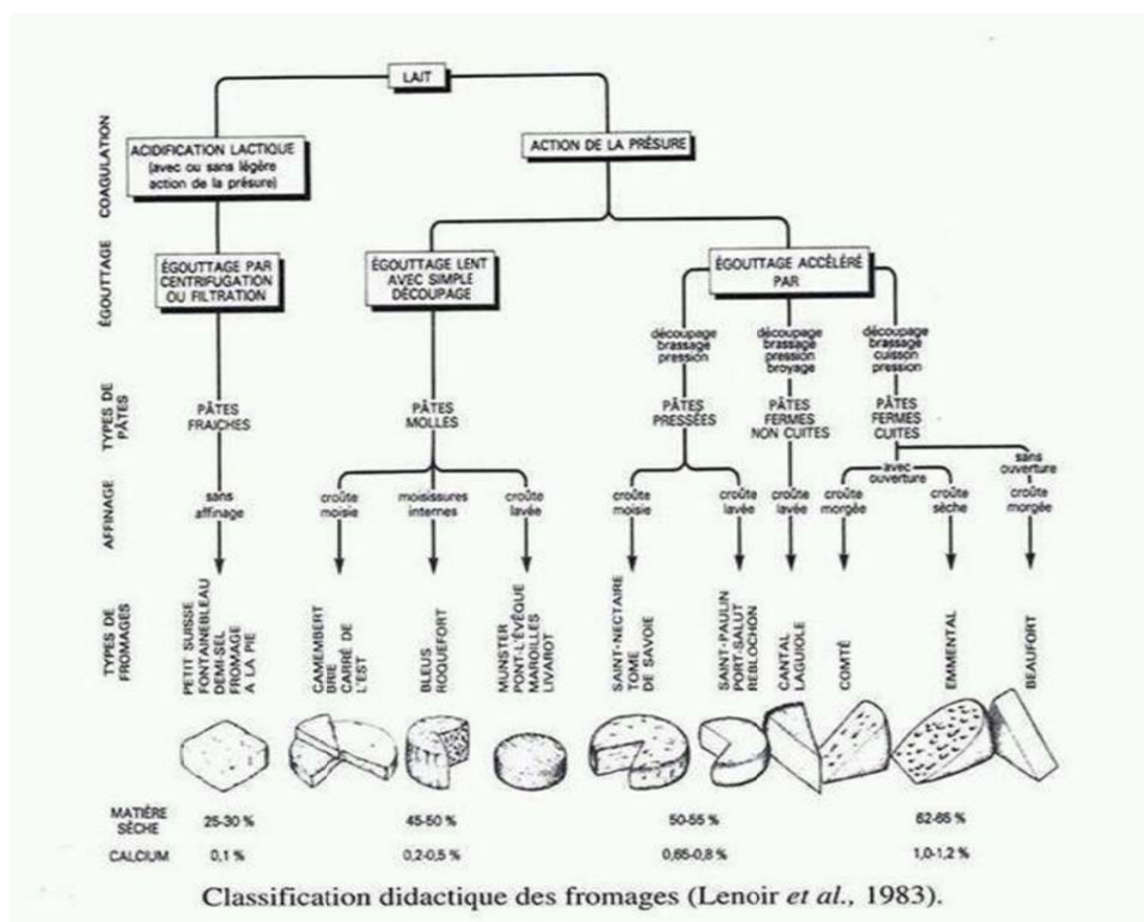 LAIT
COAGULATION
ACIDIFICATION LACTIQUE
(avec ou sans légère
action de la présure)
ACTION DE LA PRÉSURE
ÉGOUTTAGE
ÉGOUTTAGE PAR
CENTRIFUGATION
OU FILTRATION
ÉGOUTTAGE LENT
AVEC SIMPLE
DÉCOUPAGE
ÉGOUTTAGE ACCÉLÉRÉ
PAR
découpage
brassage
pression
découpage
brassage
pression
broyage
découpage
brassage
cuisson
pression
TYPES DE
PÂTES
PÂTES
FRAICHES
PÂTES
MOLLES
PÂTES
PRESSÉES
PÂTES
FERMES
NON CUITES
PÂTES
FERMES
CUITES
avec
ouverture
sans
ouverture
AFFINAGE
sans
affinage
croûte
moisie
moisissures
internes
croûte
lavée
croûte
moisie
croûte
lavée
croûte
lavée
croûte
morgée
croûte
sèche
croûte
morgée
TYPES DE
FROMAGES
PETIT SUISSE
FONTAINEBLEAU
DEMI-SEL
FROMAGE
A LA PIE
CAMEMBERT
BRIE
CARRÉ DE
L'EST
BLEUS
ROQUEFORT
MUNSTER
PONT-L'ÉVÊQUE
MAROILLES
LIVAROT
SAINT-NECTAIRE
TOME
DE SAVOIE
SAINT-PAULIN
PORT-SALUT
REBLOCHON
CANTAL
LAGUIOLE
COMTÉ
EMMENTAL
BEAUFORT
MATIÈRE
SÈCHE
25-30 %
45-50 %
50-55 %
62-65 %
CALCIUM
0,1 %
0,2-0,5 %
0,65-0,8 %
1,0-1,2 %
Classification didactique des fromages (Lenoir et al., 1983).